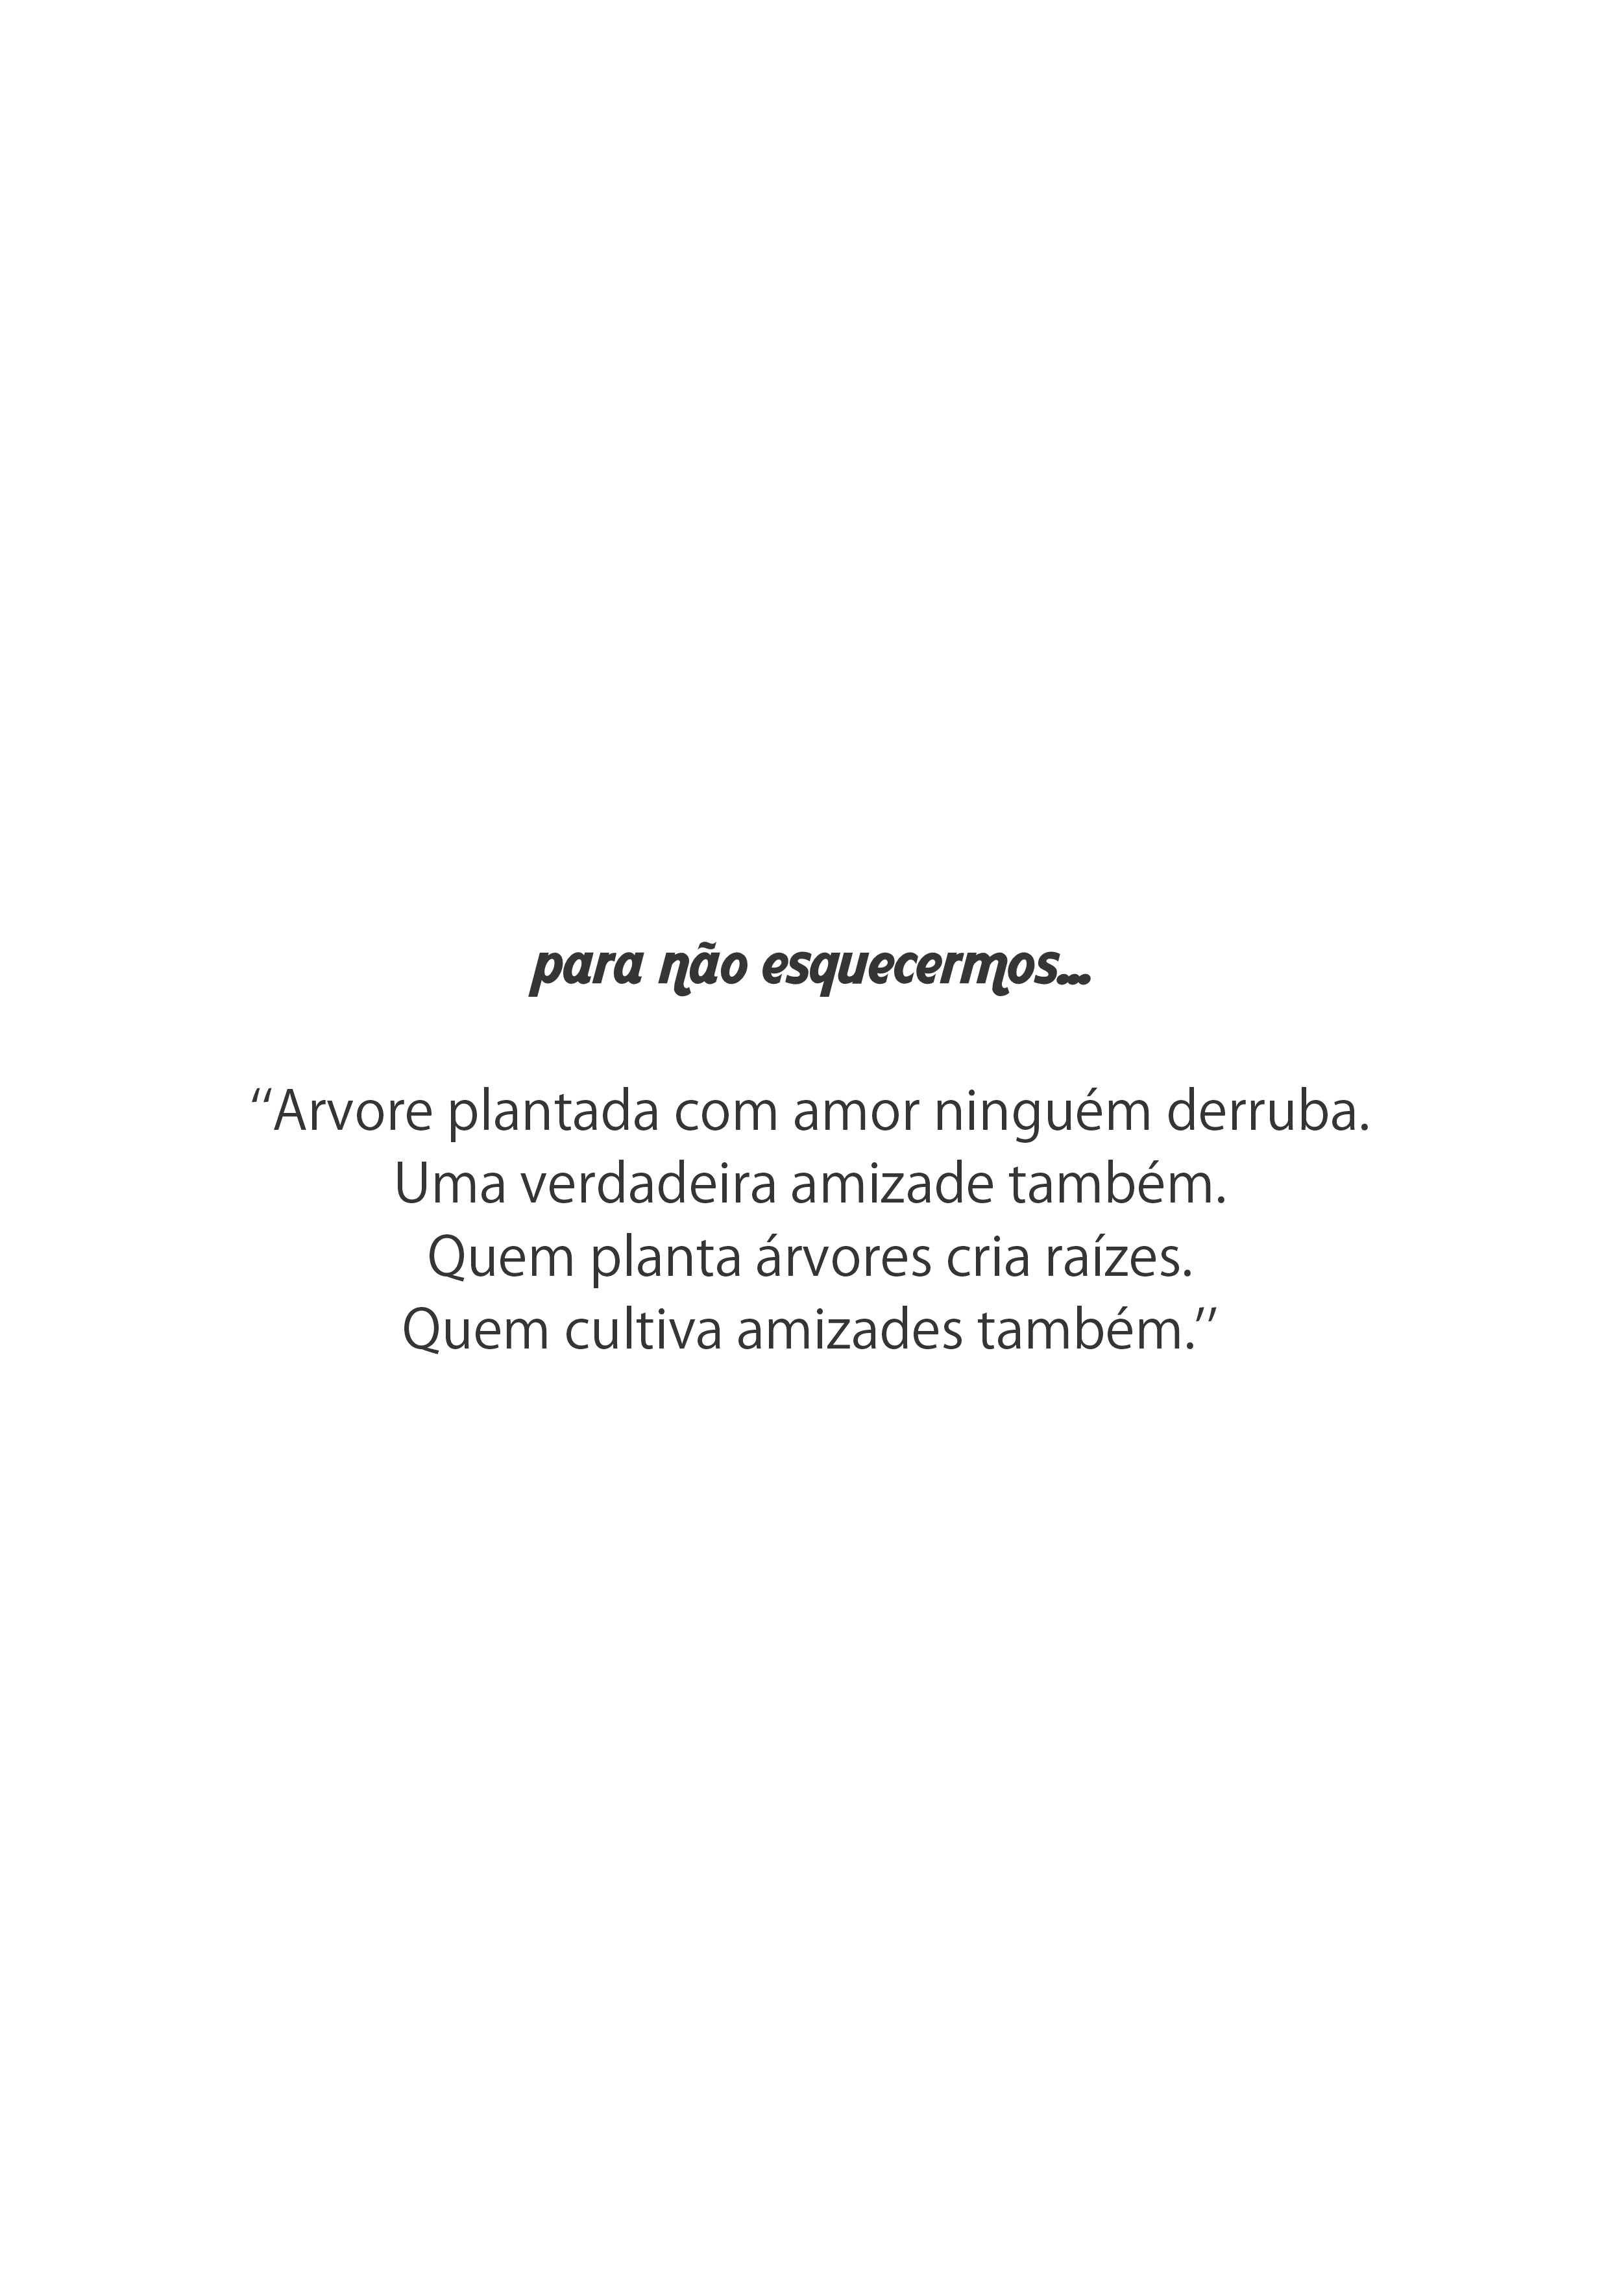 para não esquecermos...
“Arvore plantada com amor ninguém derruba.
Uma verdadeira amizade também.
Quem planta árvores cria raízes.
Quem cultiva amizades também.”